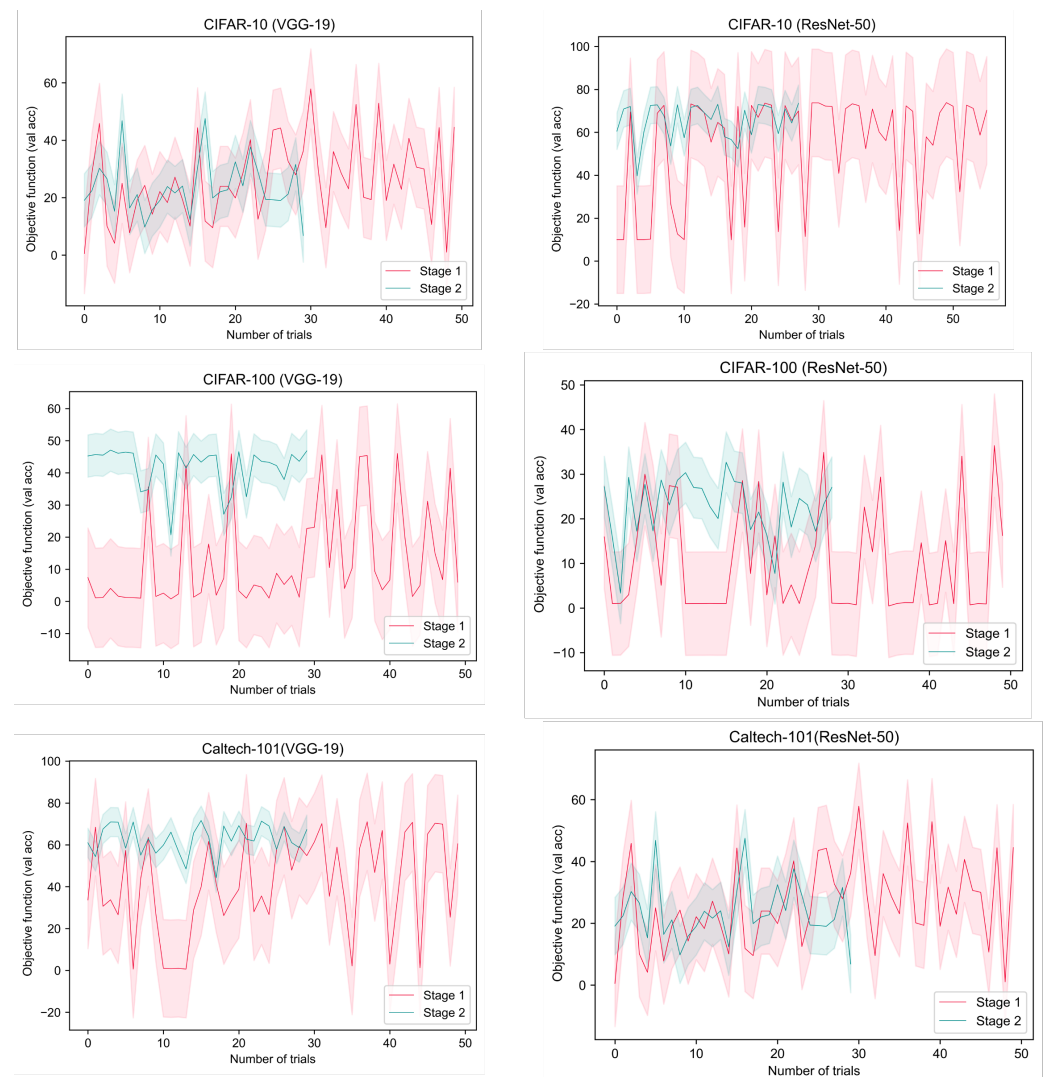 CIFAR-10 (VGG-19)
Objective function (val acc)
60
40
20
0
0 10 20 30 40 50
Number of trials
Stage 1
Stage 2
CIFAR-10 (ResNet-50)
Objective function (val acc)
100
80
60
40
20
0
−20
0 10 20 30 40 50
Number of trials
Stage 1
Stage 2
CIFAR-100 (VGG-19)
Objective function (val acc)
60
50
40
30
20
10
0
−10
0 10 20 30 40 50
Number of trials
Stage 1
Stage 2
CIFAR-100 (ResNet-50)
Objective function (val acc)
50
40
30
20
10
0
−10
0 10 20 30 40 50
Number of trials
Stage 1
Stage 2
Caltech-101(VGG-19)
Objective function (val acc)
100
80
60
40
20
0
−20
0 10 20 30 40 50
Number of trials
Stage 1
Stage 2
Caltech-101(ResNet-50)
Objective function (val acc)
60
40
20
0
0 10 20 30 40 50
Number of trials
Stage 1
Stage 2